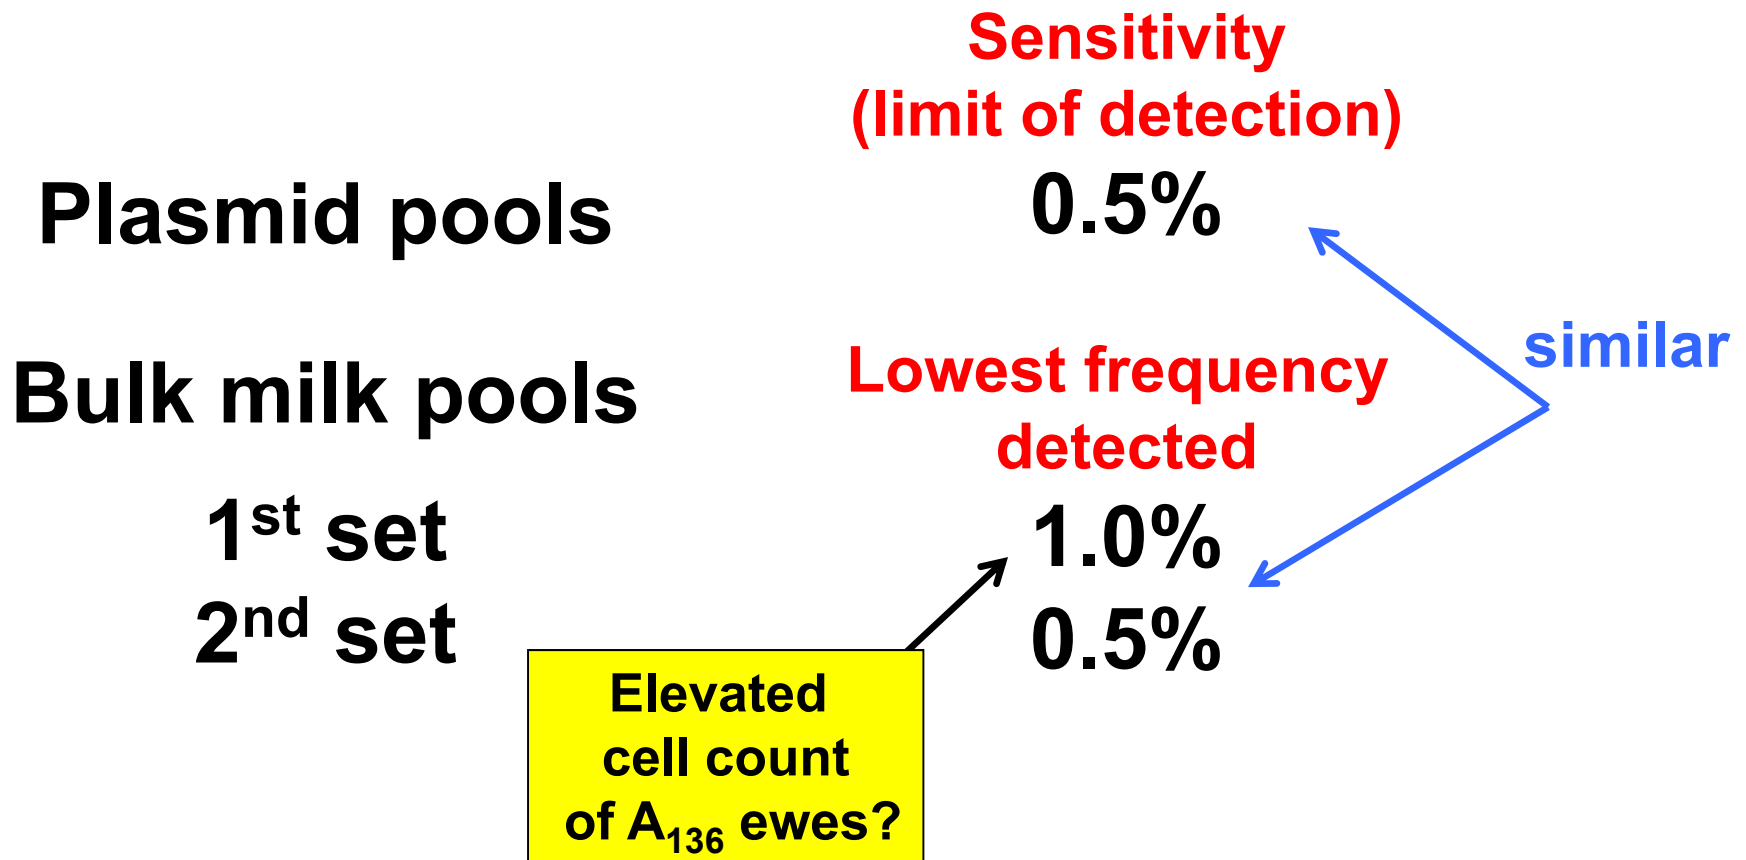 Sensitivity
(limit of detection)
Plasmid pools 0.5%
similar
Bulk milk pools Lowest frequency
detected
1st set 1.0%
2nd set 0.5%
Elevated
cell count
of A136 ewes?